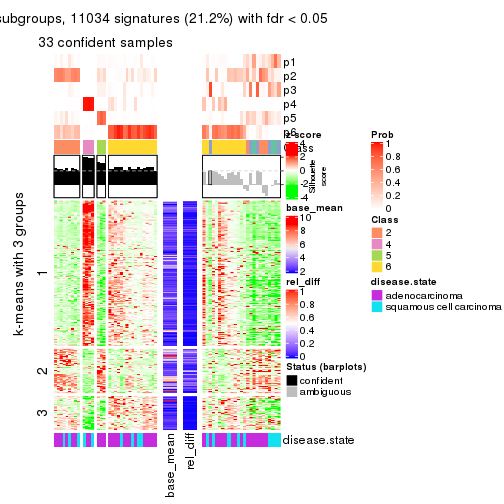 subgroups, 11034 signatures (21.2%) with fdr < 0.05
33 confident samples
p1
p2
p3
p4
p5
p6
Class
z-score
4
2
0
-2
-4
Silhouette
score
base_mean
10
8
6
4
2
rel_diff
1
0.8
0.6
0.4
0.2
0
Status (barplots)
confident
ambiguous
Prob
1
0.8
0.6
0.4
0.2
0
Class
2
4
5
6
disease.state
adenocarcinoma
squamous cell carcinoma
k-means with 3 groups
1
2
3
disease.state
base_mean
rel_diff